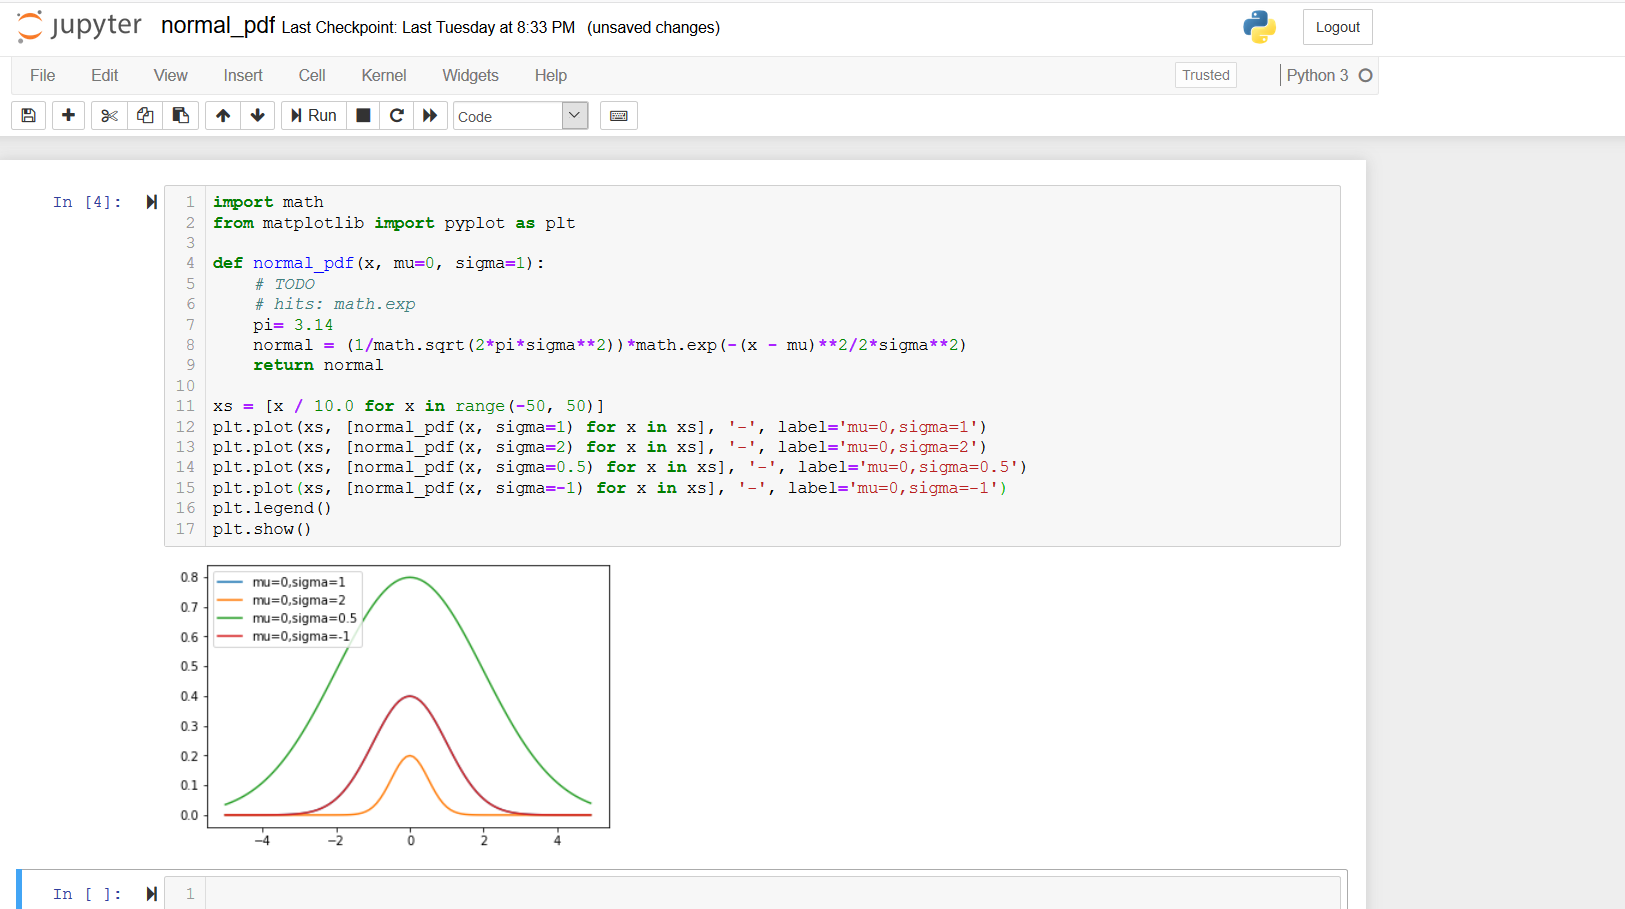 jupyter normal_pdf Last Checkpoint: Last Tuesday at 8:33 PM (unsaved changes) Logout
File Edit View Insert Cell Kernel Widgets Help Trusted Python 3
Run Code
In [4]:
1 import math
2 from matplotlib import pyplot as plt
3
4 def normal_pdf(x, mu=0, sigma=1):
5     # TODO
6     # hits: math.exp
7     pi= 3.14
8     normal = (1/math.sqrt(2*pi*sigma**2))*math.exp(-(x - mu)**2/2*sigma**2)
9     return normal
10
11 xs = [x / 10.0 for x in range(-50, 50)]
12 plt.plot(xs, [normal_pdf(x, sigma=1) for x in xs], '-', label='mu=0,sigma=1')
13 plt.plot(xs, [normal_pdf(x, sigma=2) for x in xs], '-', label='mu=0,sigma=2')
14 plt.plot(xs, [normal_pdf(x, sigma=0.5) for x in xs], '-', label='mu=0,sigma=0.5')
15 plt.plot(xs, [normal_pdf(x, sigma=-1) for x in xs], '-', label='mu=0,sigma=-1')
16 plt.legend()
17 plt.show()
mu=0,sigma=1
mu=0,sigma=2
mu=0,sigma=0.5
mu=0,sigma=-1
0.8
0.7
0.6
0.5
0.4
0.3
0.2
0.1
0.0
−4 −2 0 2 4
In [ ]:
1